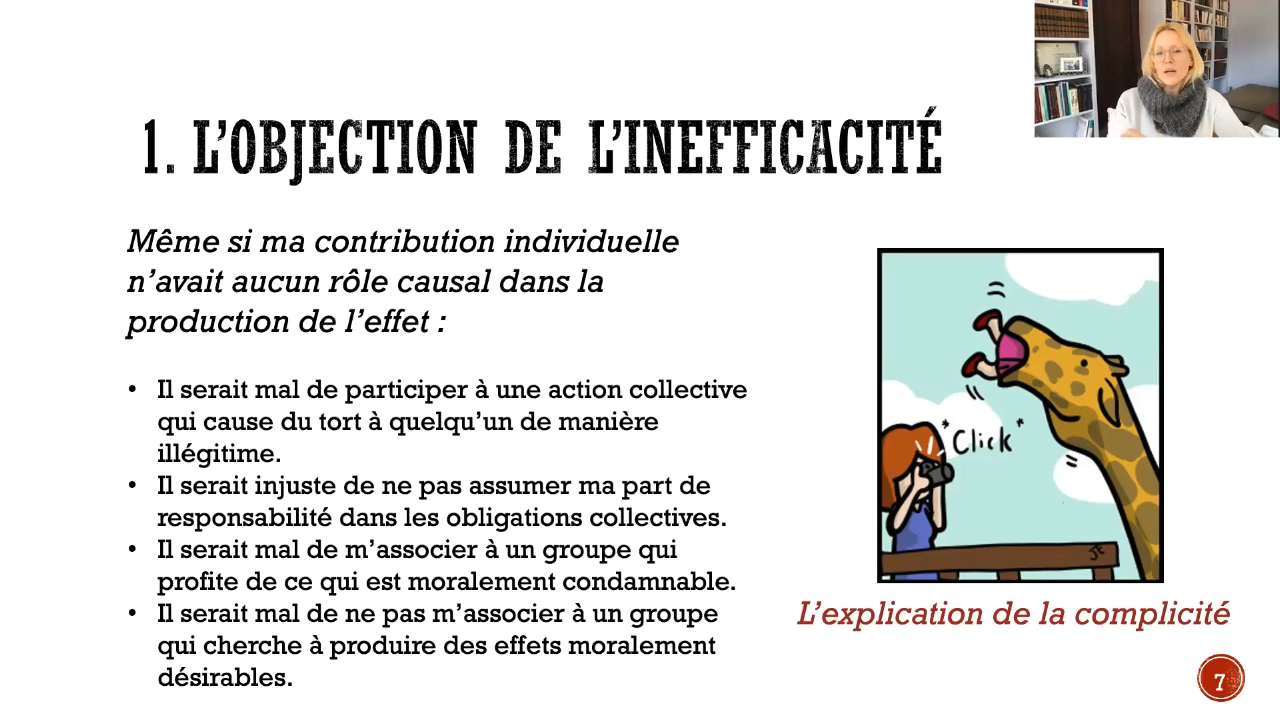 1. L'OBJECTION DE L'INEFFICACITÉ
Même si ma contribution individuelle
n'avait aucun rôle causal dans la
production de l'effet :
• Il serait mal de participer à une action collective
qui cause du tort à quelqu'un de manière
illégitime.
• Il serait injuste de ne pas assumer ma part de
responsabilité dans les obligations collectives.
• Il serait mal de m'associer à un groupe qui
profite de ce qui est moralement condamnable.
• Il serait mal de ne pas m'associer à un groupe
qui cherche à produire des effets moralement
désirables.
*Click*
JE
L'explication de la complicité
7